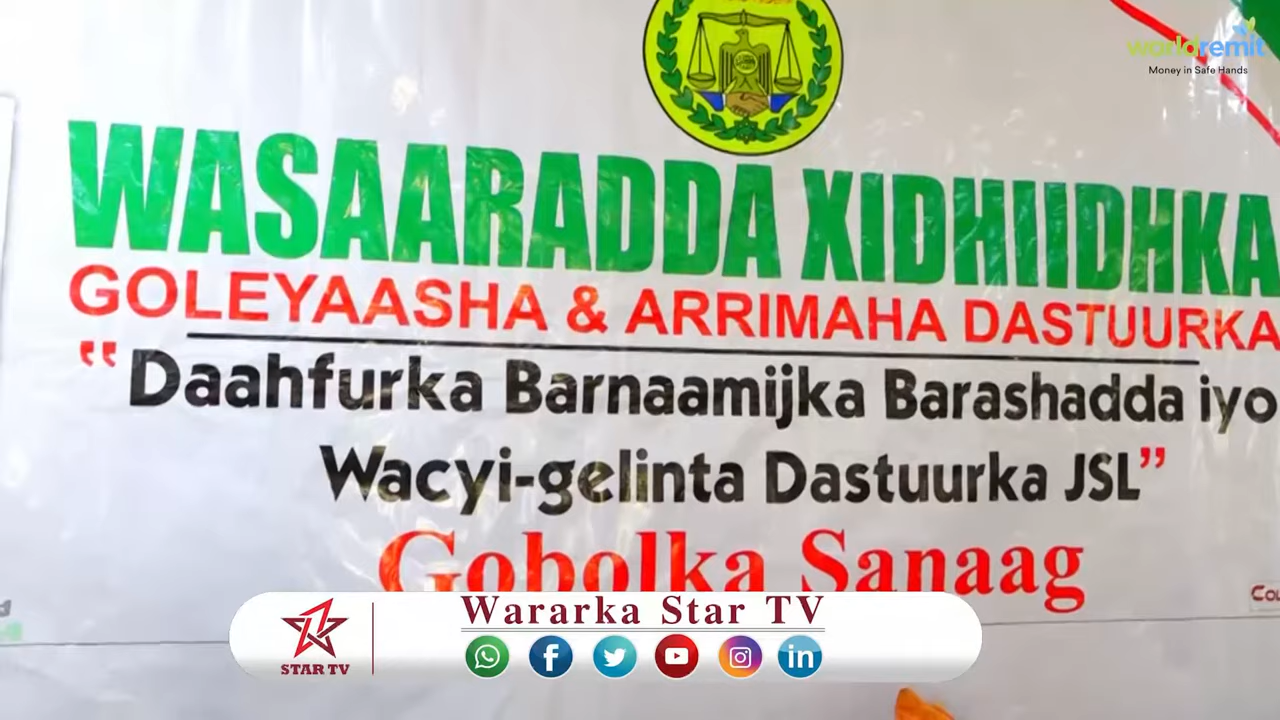 worldremit
Money in Safe Hands
WASAARADDA XIDHIIDHKA
GOLEYAASHA & ARRIMAHA DASTUURKA
"Daahfurka Barnaamijka Barashadda iyo
Wacyi-gelinta Dastuurka JSL"
Gobolka Sanaag
Wararka Star TV
STAR TV